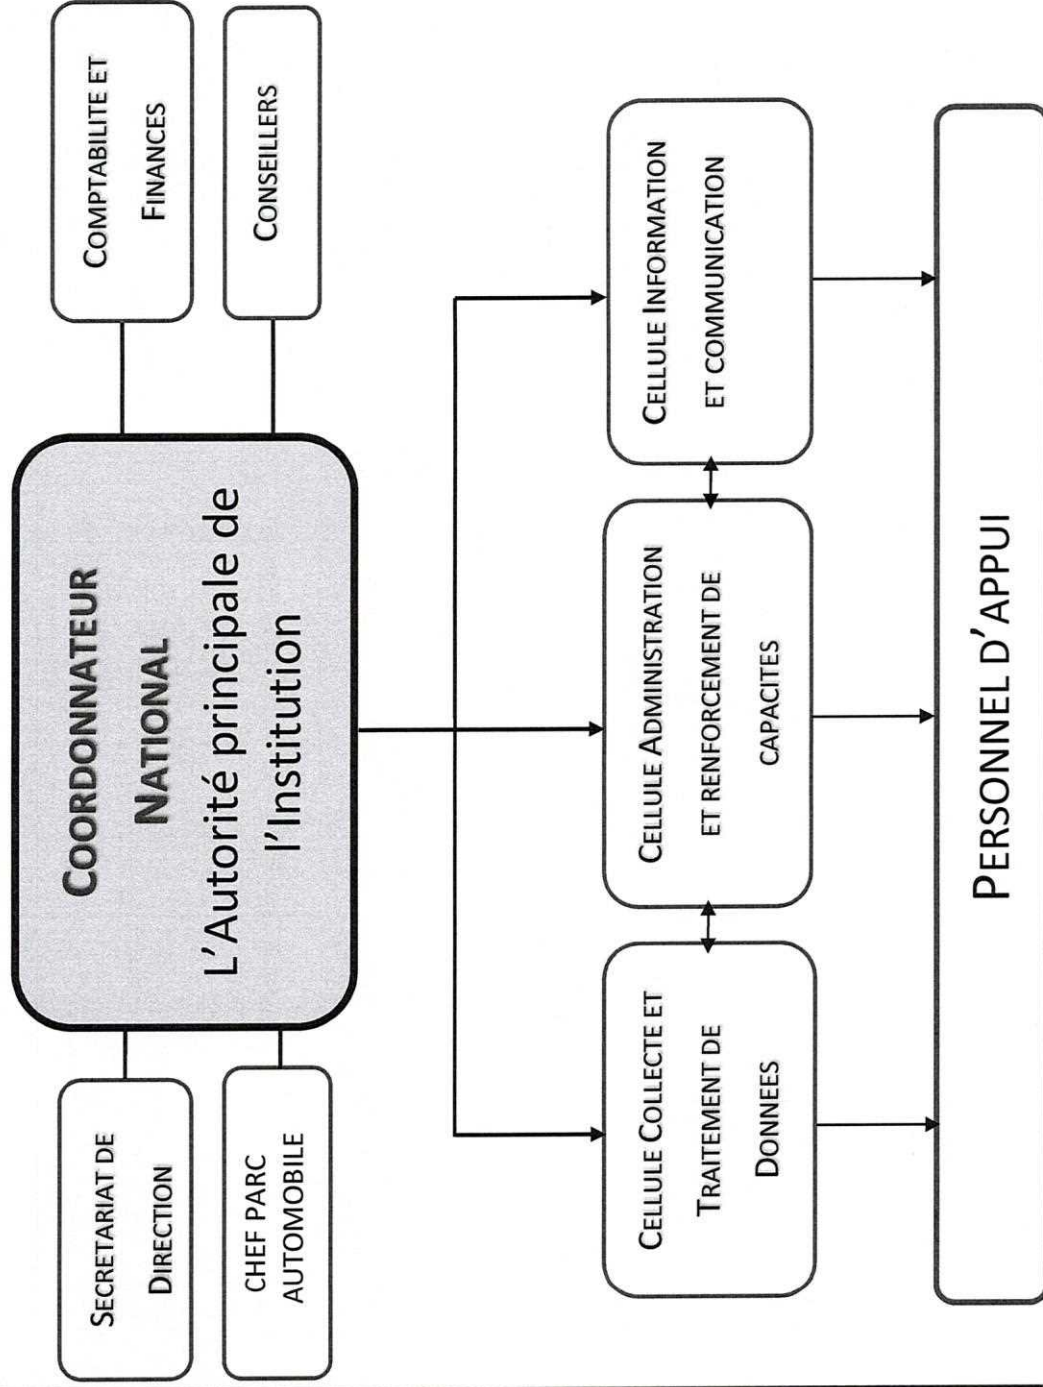 SECRETARIAT DE
DIRECTION
CHEF PARC
AUTOMOBILE
COORDONNATEUR
NATIONAL
L'Autorité principale de
l'Institution
COMPTABILITE ET
FINANCES
CONSEILLERS
CELLULE COLLECTE ET
TRAITEMENT DE
DONNEES
CELLULE ADMINISTRATION
ET RENFORCEMENT DE
CAPACITES
CELLULE INFORMATION
ET COMMUNICATION
PERSONNEL D'APPUI